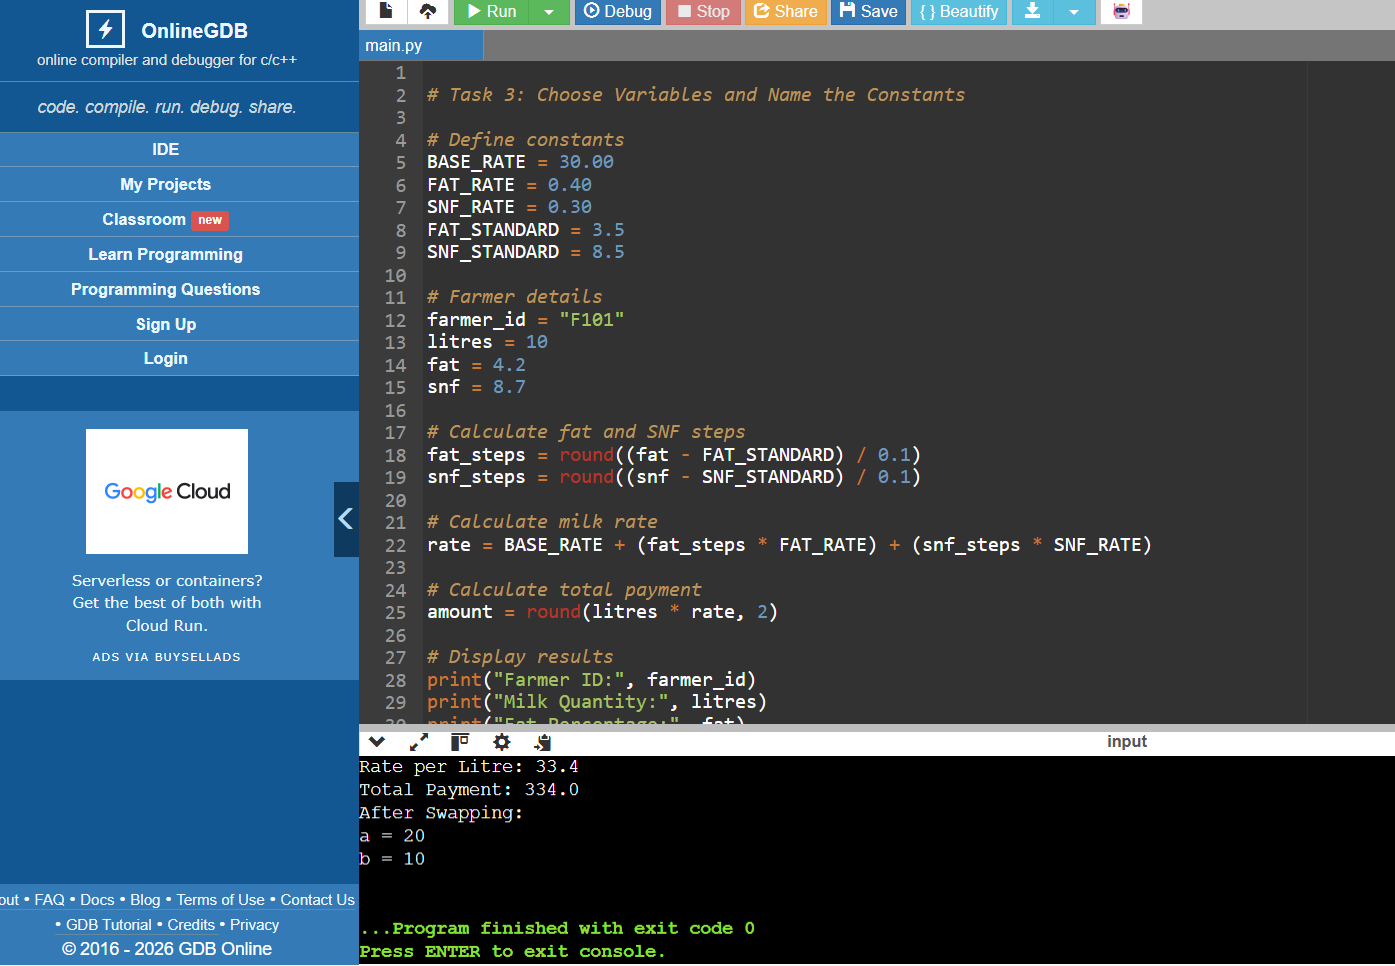 OnlineGDB
online compiler and debugger for c/c++
code. compile. run. debug. share.
IDE
My Projects
Classroom new
Learn Programming
Programming Questions
Sign Up
Login
Google Cloud
Serverless or containers?
Get the best of both with
Cloud Run.
ADS VIA BUYSELLADS
out • FAQ • Docs • Blog • Terms of Use • Contact Us
• GDB Tutorial • Credits • Privacy
© 2016 - 2026 GDB Online
Run Debug Stop Share Save { } Beautify
main.py
1
2 # Task 3: Choose Variables and Name the Constants
3
4 # Define constants
5 BASE_RATE = 30.00
6 FAT_RATE = 0.40
7 SNF_RATE = 0.30
8 FAT_STANDARD = 3.5
9 SNF_STANDARD = 8.5
10
11 # Farmer details
12 farmer_id = "F101"
13 litres = 10
14 fat = 4.2
15 snf = 8.7
16
17 # Calculate fat and SNF steps
18 fat_steps = round((fat - FAT_STANDARD) / 0.1)
19 snf_steps = round((snf - SNF_STANDARD) / 0.1)
20
21 # Calculate milk rate
22 rate = BASE_RATE + (fat_steps * FAT_RATE) + (snf_steps * SNF_RATE)
23
24 # Calculate total payment
25 amount = round(litres * rate, 2)
26
27 # Display results
28 print("Farmer ID:", farmer_id)
29 print("Milk Quantity:", litres)
30 print("Fat Percentage:", fat)
input
Rate per Litre: 33.4
Total Payment: 334.0
After Swapping:
a = 20
b = 10
...Program finished with exit code 0
Press ENTER to exit console.